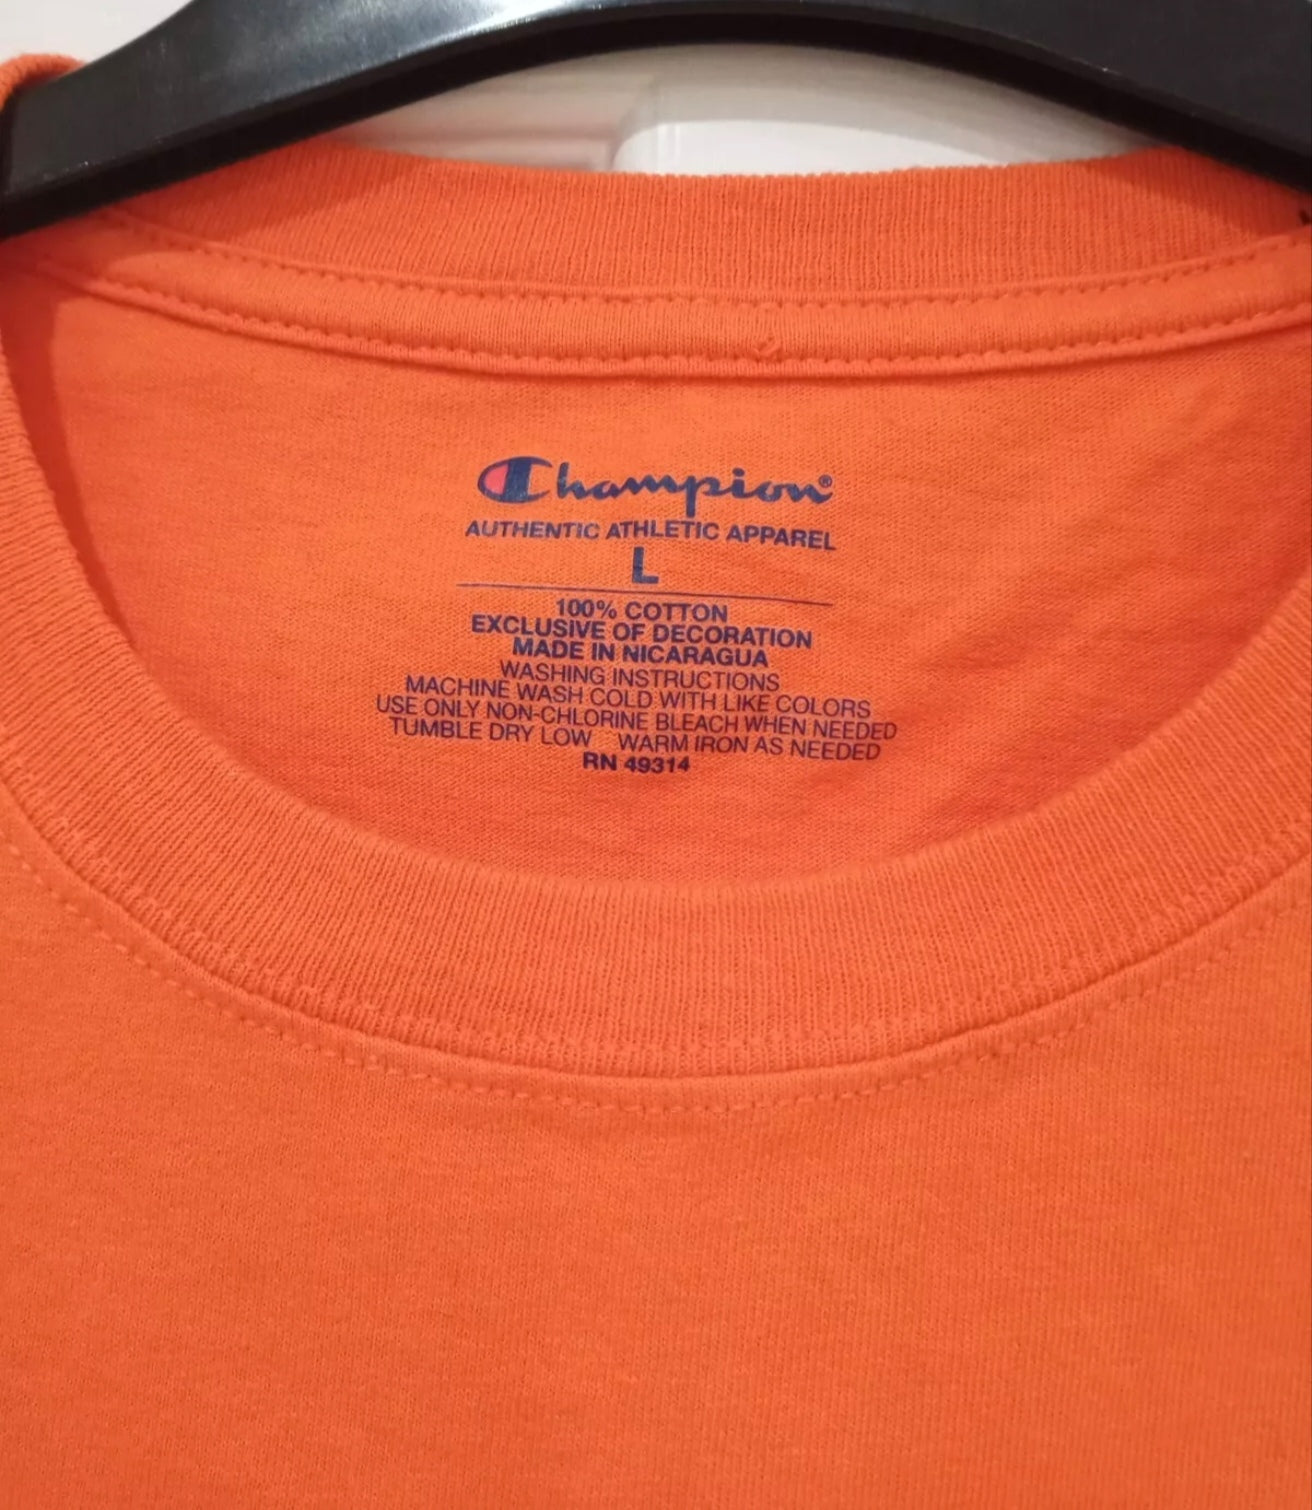 Champion®
AUTHENTIC ATHLETIC APPAREL
L
100% COTTON
EXCLUSIVE OF DECORATION
MADE IN NICARAGUA
WASHING INSTRUCTIONS
MACHINE WASH COLD WITH LIKE COLORS
USE ONLY NON-CHLORINE BLEACH WHEN NEEDED
TUMBLE DRY LOW WARM IRON AS NEEDED
RN 49314